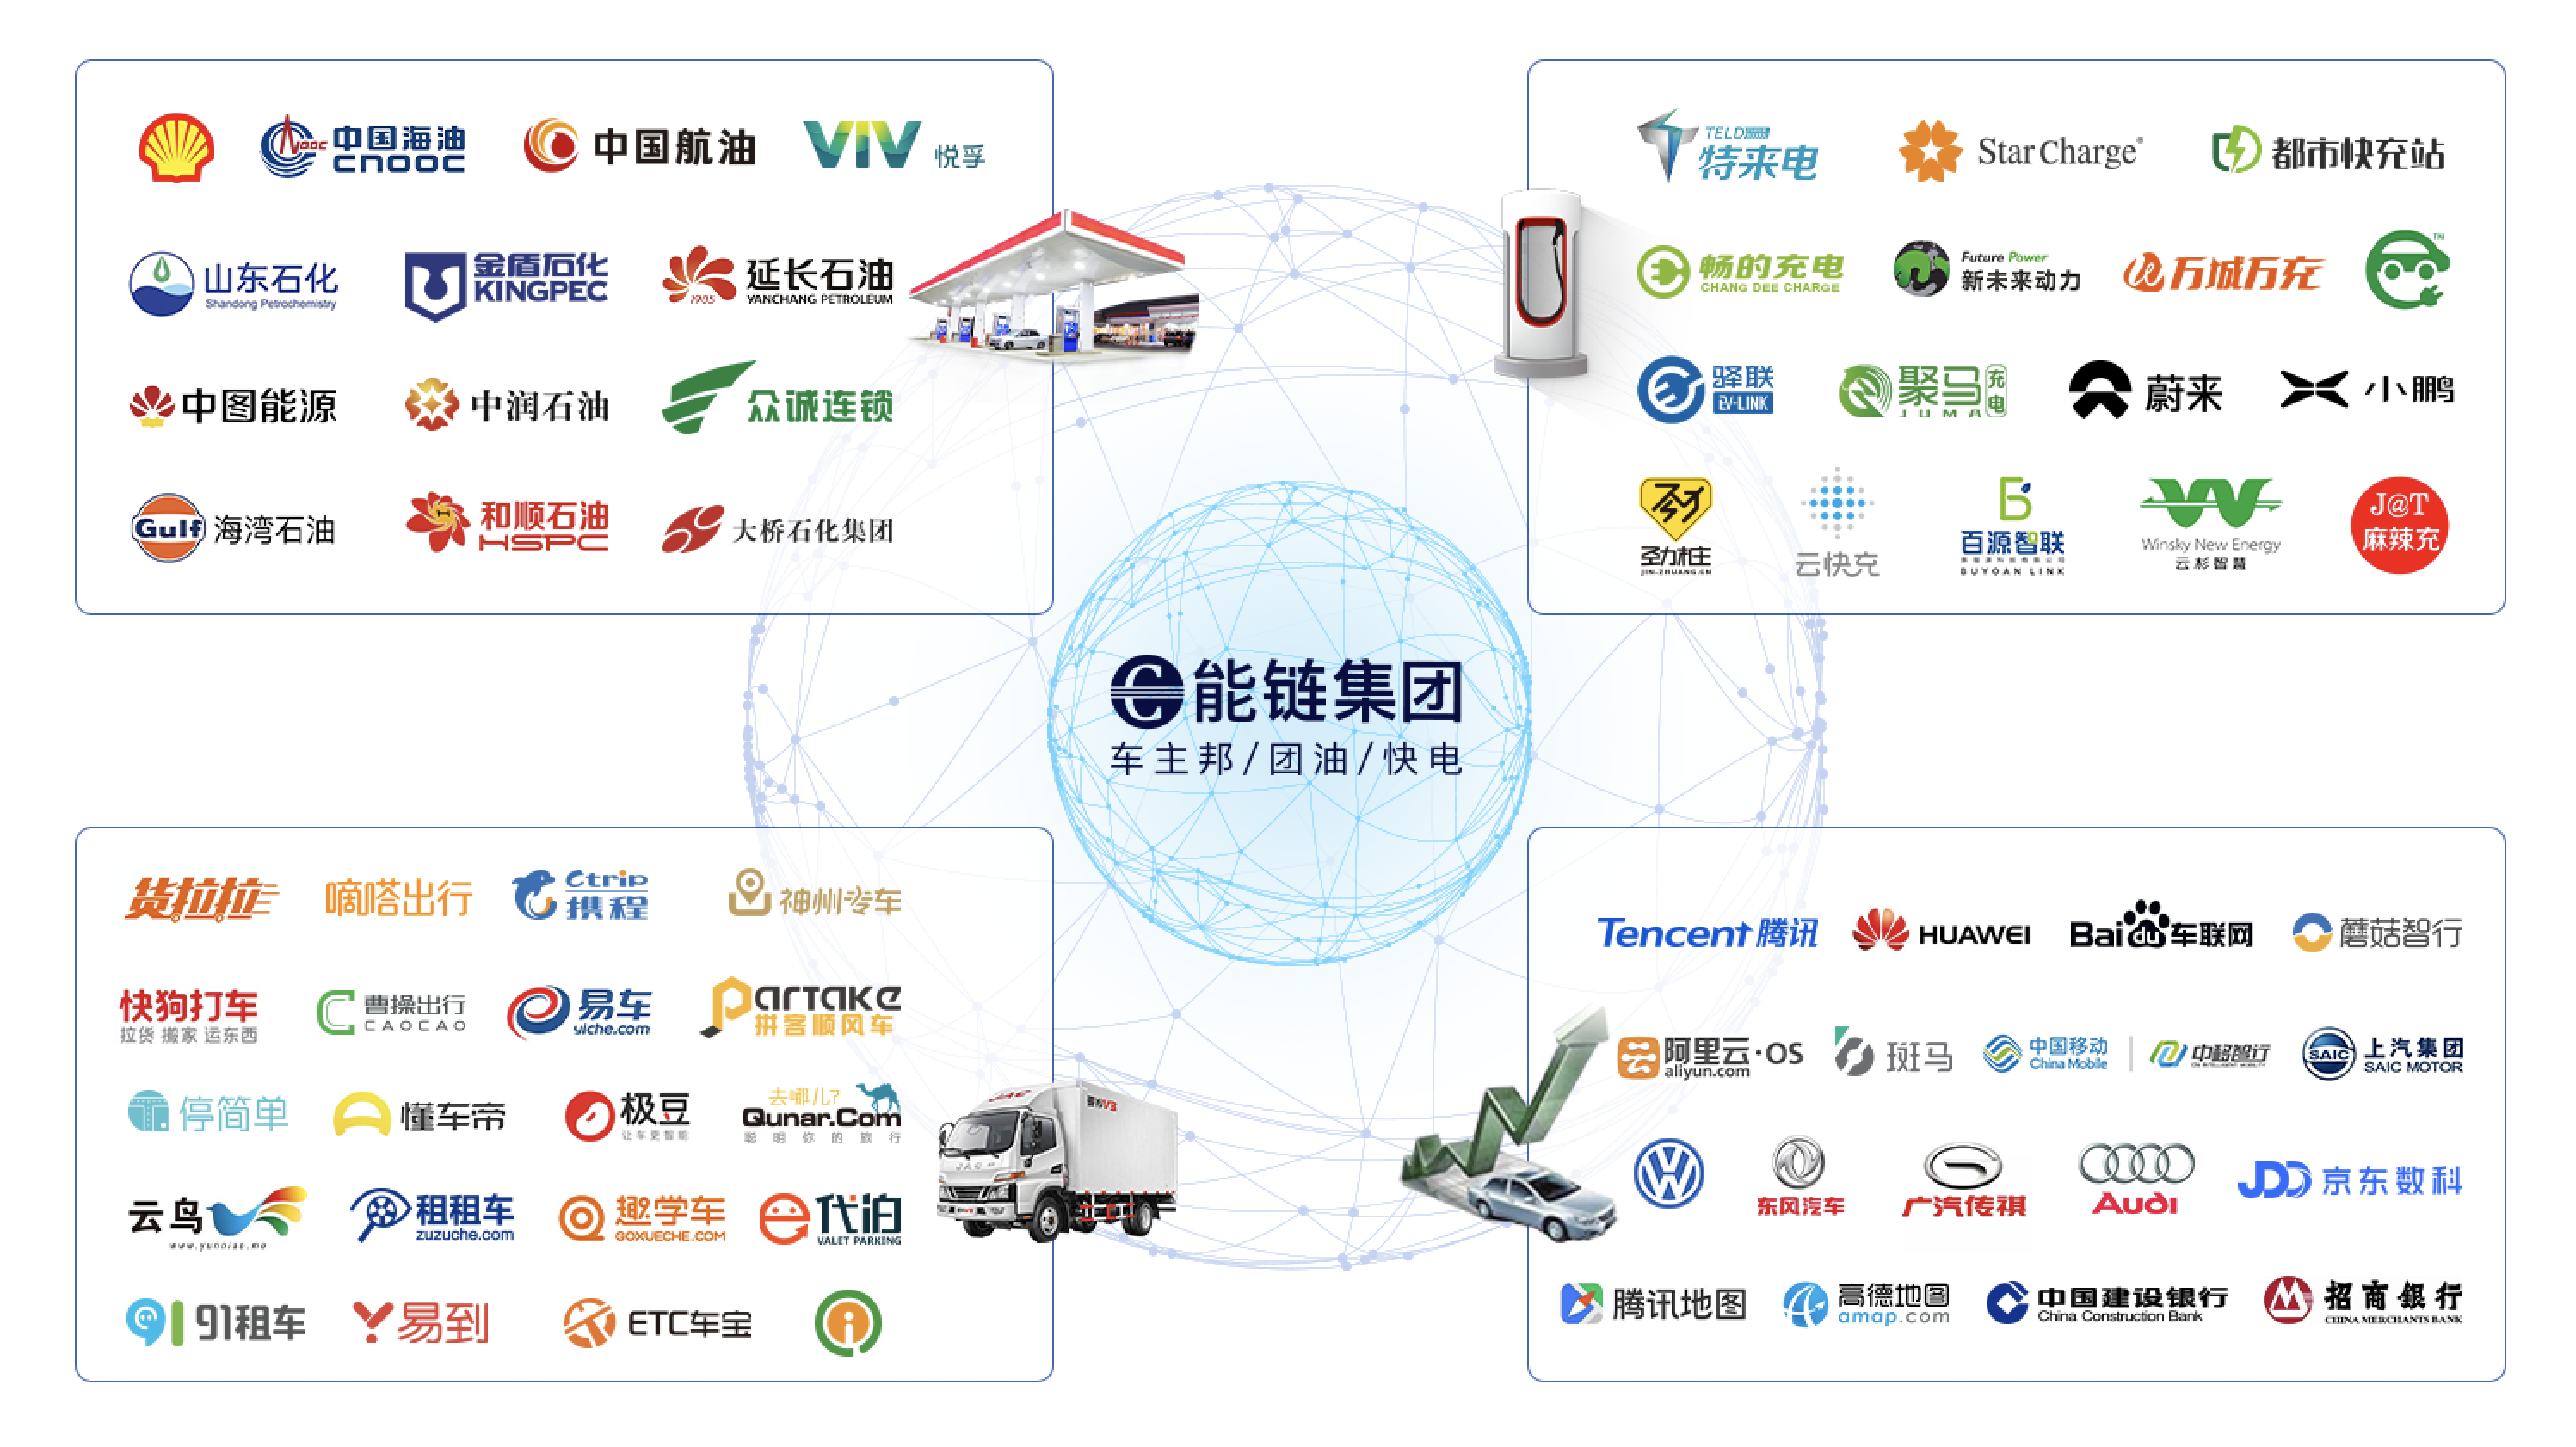 NOOC 中国海油
CNOOC
中国航油
VIV 悦孚
山东石化
Shandong Petrochemistry
金盾石化
KINGPEC
延长石油
1905 YANCHANG PETROLEUM
中图能源
中润石油
众诚连锁
Gulf 海湾石油
和顺石油
HSPC
大桥石化集团
TELD
特来电
Star Charge®
都市快充站
畅的充电
CHANG DEE CHARGE
Future Power
新未来动力
万诚万充
TM
驿联
EV-LINK
聚马充电
JUMA
蔚来
小鹏
劲桩
JIN-ZHUANG.CN
云快充
百源智联
BUYOAN LINK
Winsky New Energy
云杉智慧
J@T
麻辣充
能链集团
车主邦/团油/快电
货拉拉
嘀嗒出行
Ctrip
携程
神州专车
快狗打车
拉货 搬家 运东西
曹操出行
CAOCAO
易车
yiche.com
Partake
拼客顺风车
停简单
懂车帝
极豆
让车更智能
去哪儿?
Qunar.Com
聪明你的旅行
云鸟
租租车
zuzuche.com
趣学车
GOXUECHE.COM
代泊
VALET PARKING
91租车
易到
ETC车宝
JAC
V3
Tencent 腾讯
HUAWEI
Baidu车联网
蘑菇智行
阿里云·OS
aliyun.com
斑马
中国移动
China Mobile
中移智行
SAIC 上汽集团
SAIC MOTOR
东风汽车
广汽传祺
Audi
JDD 京东数科
腾讯地图
高德地图
amap.com
中国建设银行
China Construction Bank
招商银行
CHINA MERCHANTS BANK